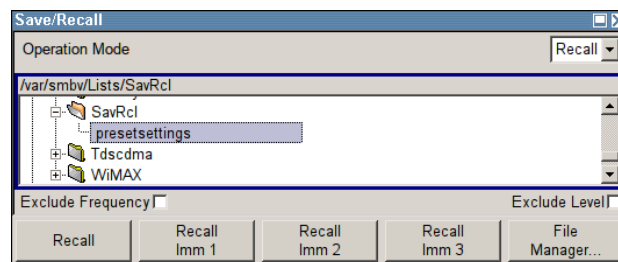 Save/Recall
Operation Mode
Recall
/var/smbv/Lists/SavRcl
SavRcl
presetsettings
Tdscdma
WiMAX
Exclude Frequency
Exclude Level
Recall
Recall
Imm 1
Recall
Imm 2
Recall
Imm 3
File
Manager...